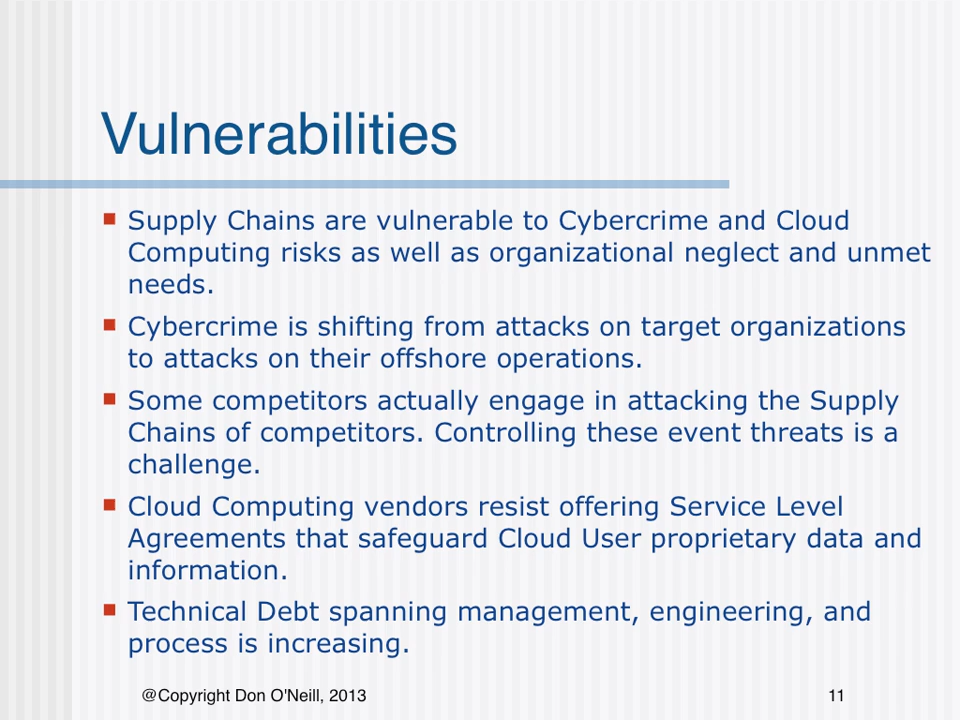 Vulnerabilities
Supply Chains are vulnerable to Cybercrime and Cloud
Computing risks as well as organizational neglect and unmet
needs.
Cybercrime is shifting from attacks on target organizations
to attacks on their offshore operations.
Some competitors actually engage in attacking the Supply
Chains of competitors. Controlling these event threats is a
challenge.
Cloud Computing vendors resist offering Service Level
Agreements that safeguard Cloud User proprietary data and
information.
Technical Debt spanning management, engineering, and
process is increasing.
@Copyright Don O'Neill, 2013 11